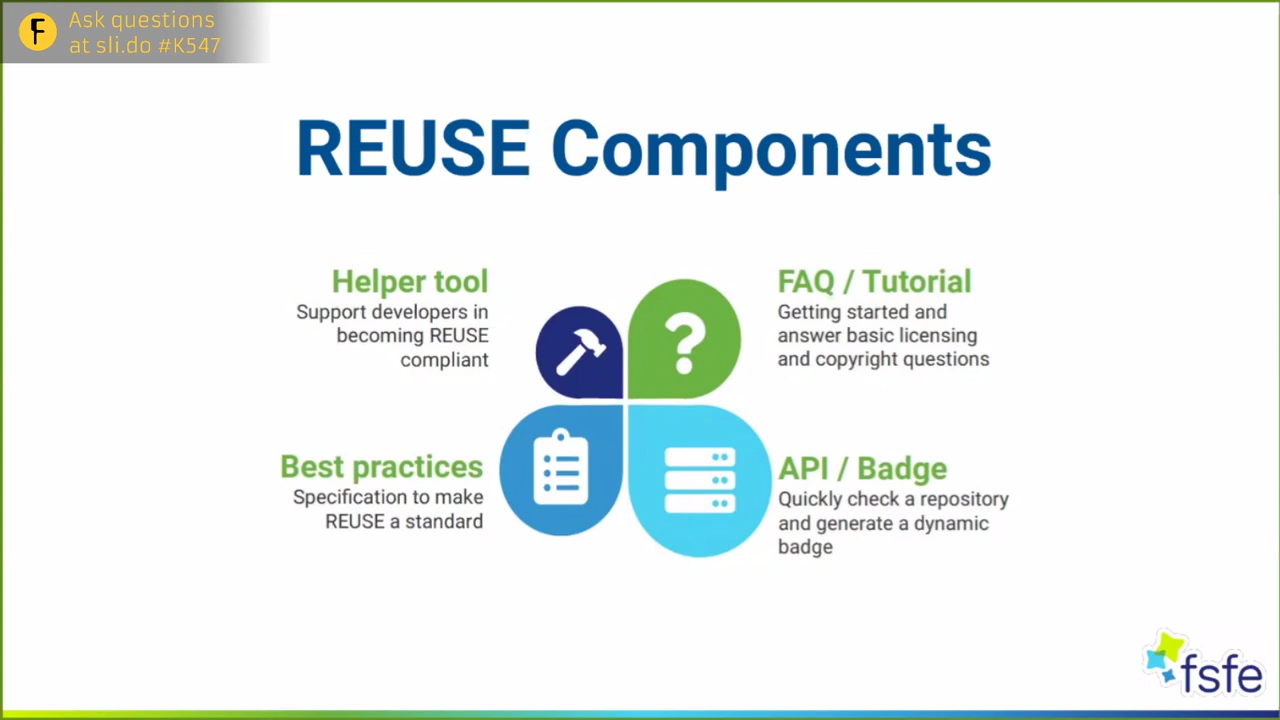 F
Ask questions
at sli.do #K547
REUSE Components
Helper tool
Support developers in
becoming REUSE
compliant
FAQ / Tutorial
Getting started and
answer basic licensing
and copyright questions
?
Best practices
Specification to make
REUSE a standard
API / Badge
Quickly check a repository
and generate a dynamic
badge
fsfe